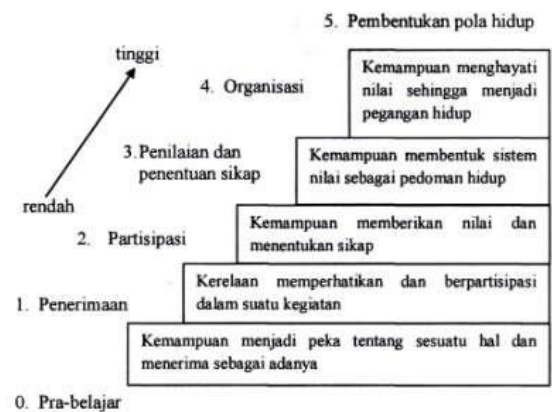 5. Pembentukan pola hidup
tinggi
Kemampuan menghayati
nilai sehingga menjadi
pegangan hidup
4. Organisasi
3.Penilaian dan
penentuan sikap
Kemampuan membentuk sistem
nilai sebagai pedoman hidup
rendah
2. Partisipasi
Kemampuan memberikan nilai dan
menentukan sikap
Kerelaan memperhatikan dan berpartisipasi
dalam suatu kegiatan
1. Penerimaan
Kemampuan menjadi peka tentang sesuatu hal dan
menerima sebagai adanya
0. Pra-belajar